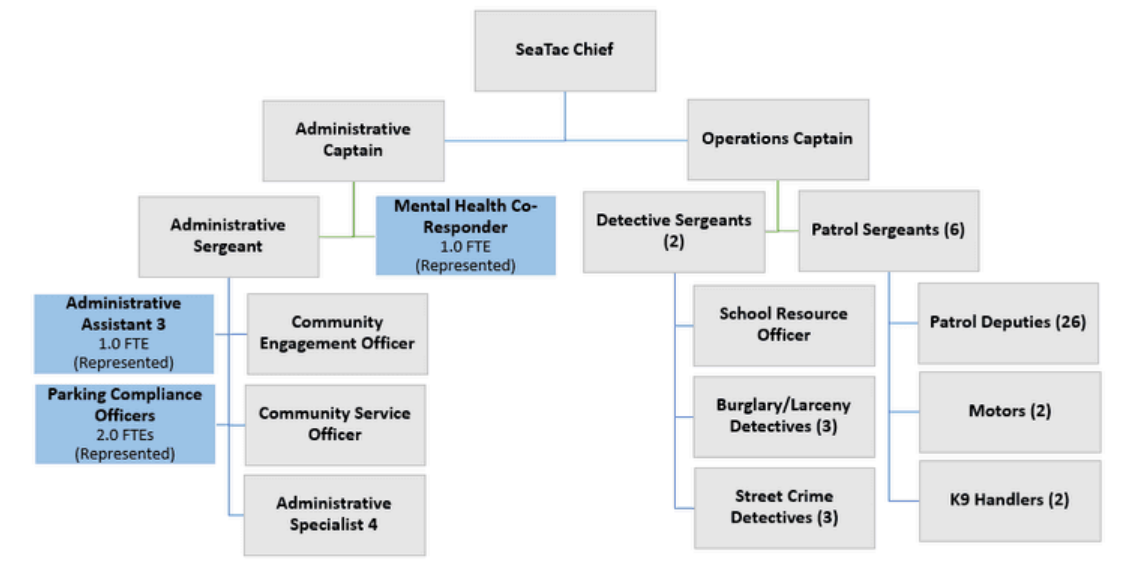 SeaTac Chief
Administrative
Captain
Operations Captain
Administrative
Sergeant
Mental Health Co-
Responder
1.0 FTE
(Represented)
Detective Sergeants
(2)
Patrol Sergeants (6)
Administrative
Assistant 3
1.0 FTE
(Represented)
Community
Engagement Officer
School Resource
Officer
Patrol Deputies (26)
Parking Compliance
Officers
2.0 FTEs
(Represented)
Community Service
Officer
Burglary/Larceny
Detectives (3)
Motors (2)
Administrative
Specialist 4
Street Crime
Detectives (3)
K9 Handlers (2)